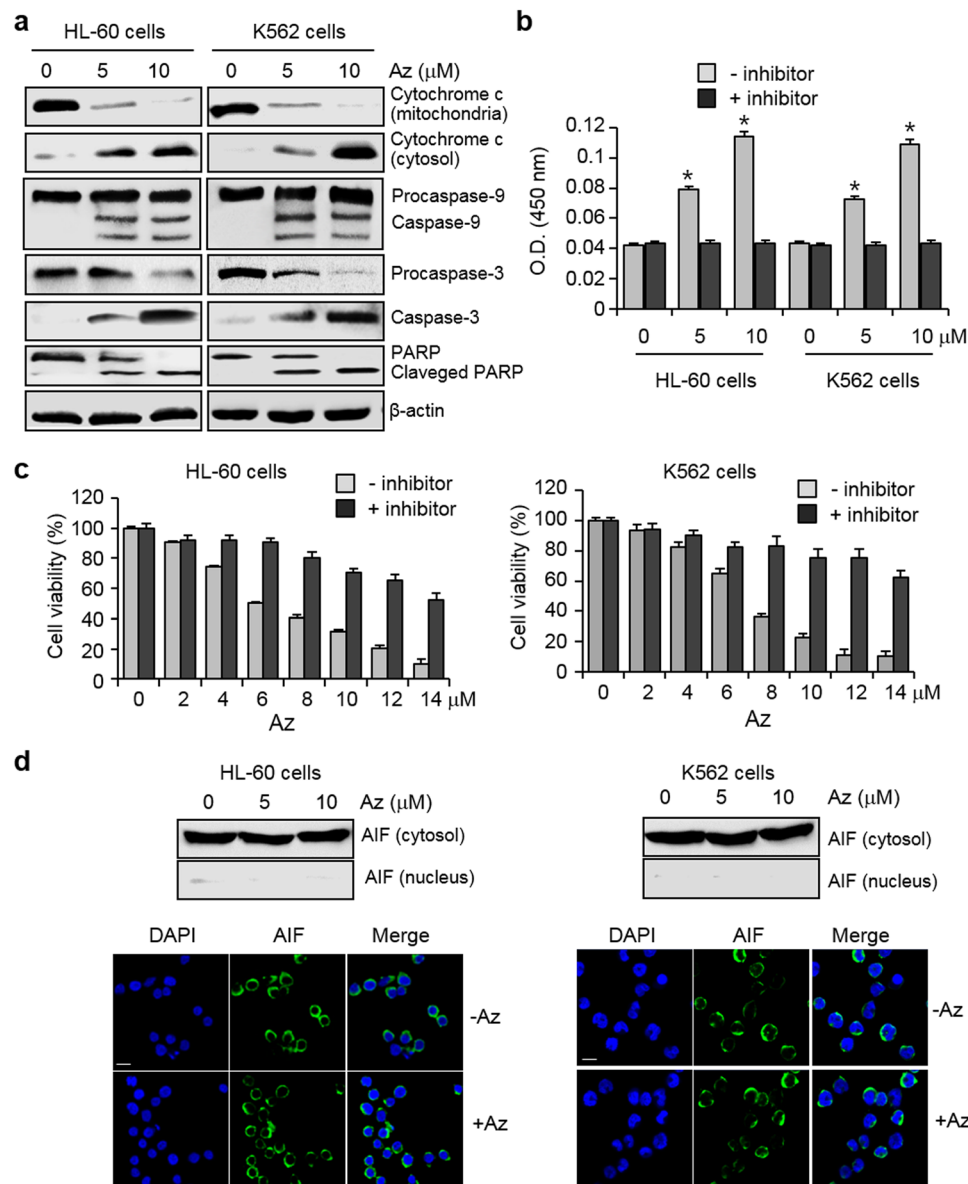 a
HL-60 cells K562 cells
0 5 10 0 5 10 Az (μM)
Cytochrome c
(mitochondria)
Cytochrome c
(cytosol)
Procaspase-9
Caspase-9
Procaspase-3
Caspase-3
PARP
Claveged PARP
β-actin
b
- inhibitor
+ inhibitor
O.D. (450 nm)
0.12
0.1
0.08
0.06
0.04
0.02
0
* * * *
0 5 10 0 5 10 μM
HL-60 cells K562 cells
c
HL-60 cells
- inhibitor
+ inhibitor
Cell viability (%)
120
100
80
60
40
20
0
0 2 4 6 8 10 12 14 μM
Az
K562 cells
- inhibitor
+ inhibitor
Cell viability (%)
120
100
80
60
40
20
0
0 2 4 6 8 10 12 14 μM
Az
d
HL-60 cells
0 5 10 Az (μM)
AIF (cytosol)
AIF (nucleus)
DAPI AIF Merge
-Az
+Az
K562 cells
0 5 10 Az (μM)
AIF (cytosol)
AIF (nucleus)
DAPI AIF Merge
-Az
+Az